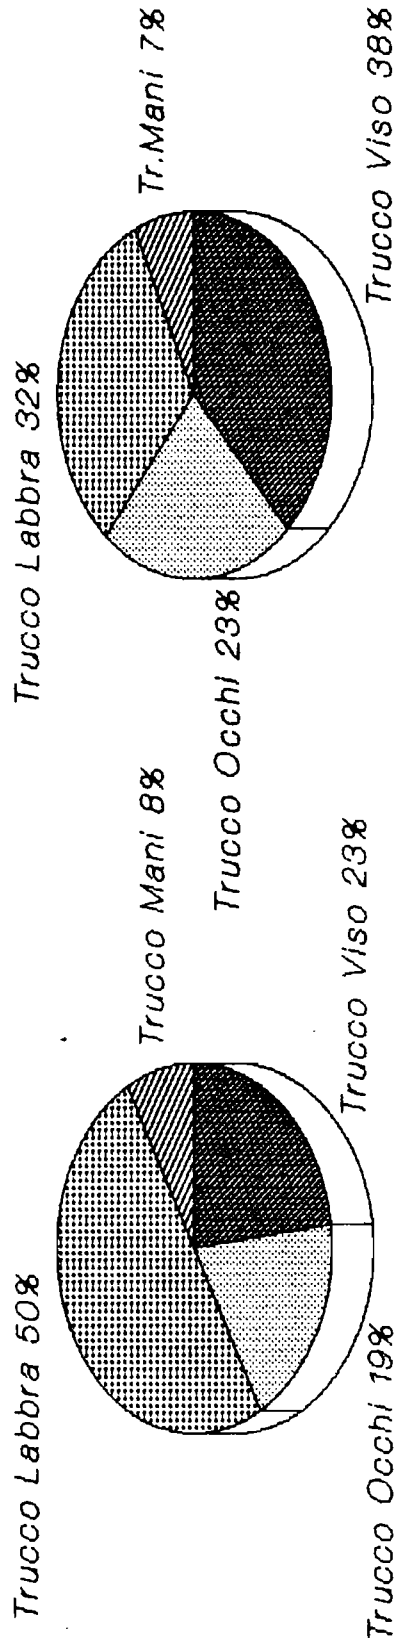 Trucco Labbra 50%
Trucco Mani 8%
Trucco Occhi 19%
Trucco Viso 23%
Trucco Labbra 32%
Tr.Mani 7%
Trucco Occhi 23%
Trucco Viso 38%